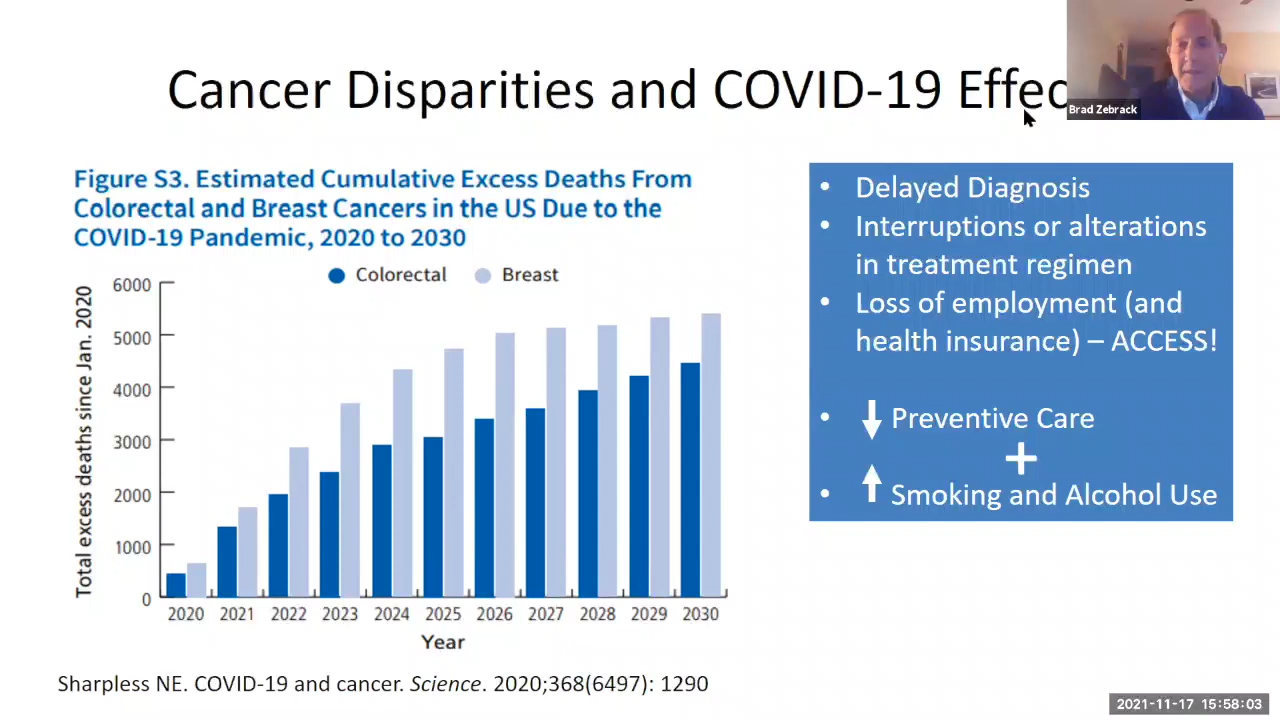 Cancer Disparities and COVID-19 Effec
Brad Zebrack
Figure S3. Estimated Cumulative Excess Deaths From
Colorectal and Breast Cancers in the US Due to the
COVID-19 Pandemic, 2020 to 2030
Colorectal Breast
Total excess deaths since Jan. 2020
6000
5000
4000
3000
2000
1000
0
2020 2021 2022 2023 2024 2025 2026 2027 2028 2029 2030
Year
• Delayed Diagnosis
• Interruptions or alterations
in treatment regimen
• Loss of employment (and
health insurance) – ACCESS!
• ↓ Preventive Care
+
• ↑ Smoking and Alcohol Use
Sharpless NE. COVID-19 and cancer. Science. 2020;368(6497): 1290
2021-11-17 15:58:03